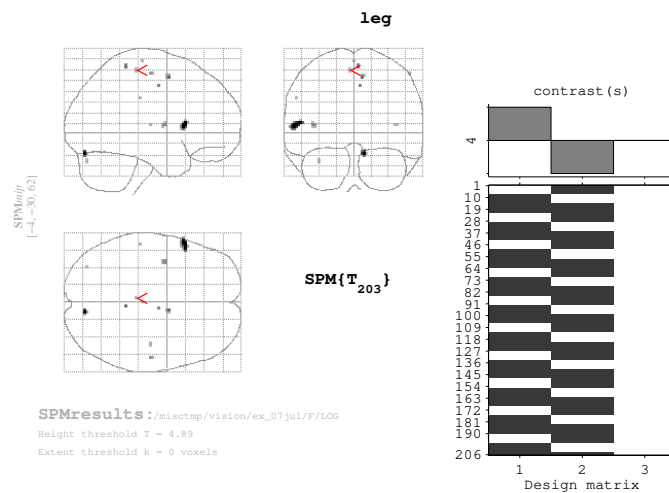 leg
SPMmip
[-4, -30, 62]
SPM{T203}
SPMresults: /misctmp/vision/ex_07jul/F/LOG
Height threshold T = 4.89
Extent threshold k = 0 voxels
contrast(s)
4
1
10
19
28
37
46
55
64
73
82
91
100
109
118
127
136
145
154
163
172
181
190
206
1 2 3
Design matrix